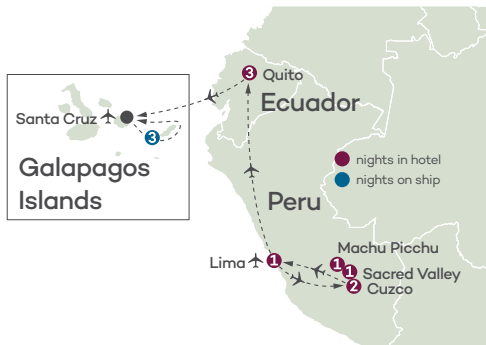 3 Quito
Ecuador
Santa Cruz
3
Galapagos
Islands
nights in hotel
nights on ship
Peru
Machu Picchu
Lima 1
1
1 Sacred Valley
2 Cuzco